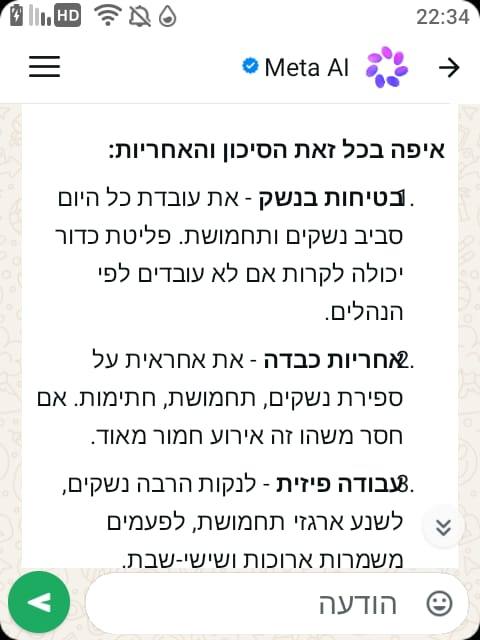 HD
22:34
Meta AI
איפה בכל זאת הסיכון והאחריות:
1. בטיחות בנשק - את עובדת כל היום
סביב נשקים ותחמושת. פליטת כדור
יכולה לקרות אם לא עובדים לפי
הנהלים.
2. אחריות כבדה - את אחראית על
ספירת נשקים, תחמושת, חתימות. אם
חסר משהו זה אירוע חמור מאוד.
3. עבודה פיזית - לנקות הרבה נשקים,
לשנע ארגזי תחמושת, לפעמים
משמרות ארוכות ושישי-שבת.
הודעה